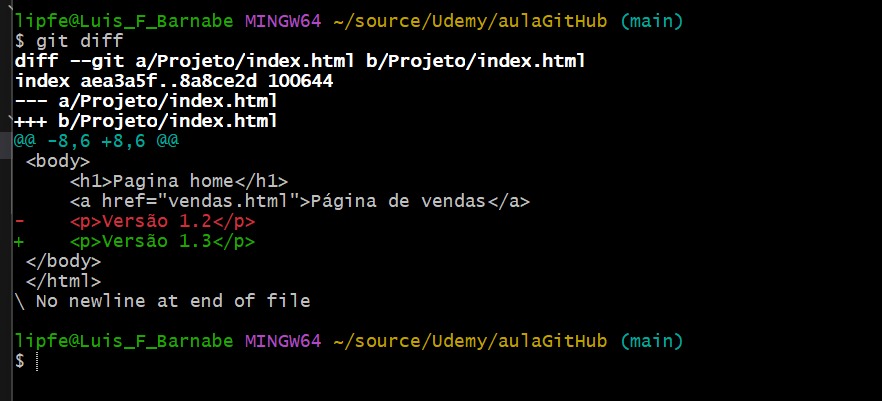 lipfe@Luis_F_Barnabe MINGW64 ~/source/Udemy/aulaGitHub (main)
$ git diff
diff --git a/Projeto/index.html b/Projeto/index.html
index aea3a5f..8a8ce2d 100644
--- a/Projeto/index.html
+++ b/Projeto/index.html
@@ -8,6 +8,6 @@
 <body>
     <h1>Pagina home</h1>
     <a href="vendas.html">Página de vendas</a>
-    <p>Versão 1.2</p>
+    <p>Versão 1.3</p>
 </body>
 </html>
\ No newline at end of file
lipfe@Luis_F_Barnabe MINGW64 ~/source/Udemy/aulaGitHub (main)
$